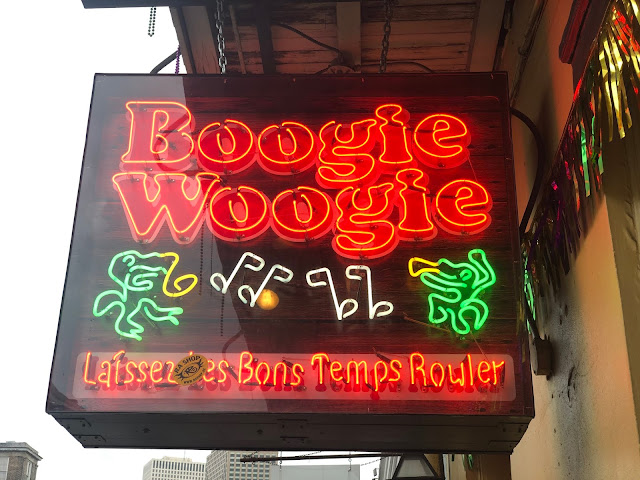 Boogie
Woogie
Laissez Les Bons Temps Rouler